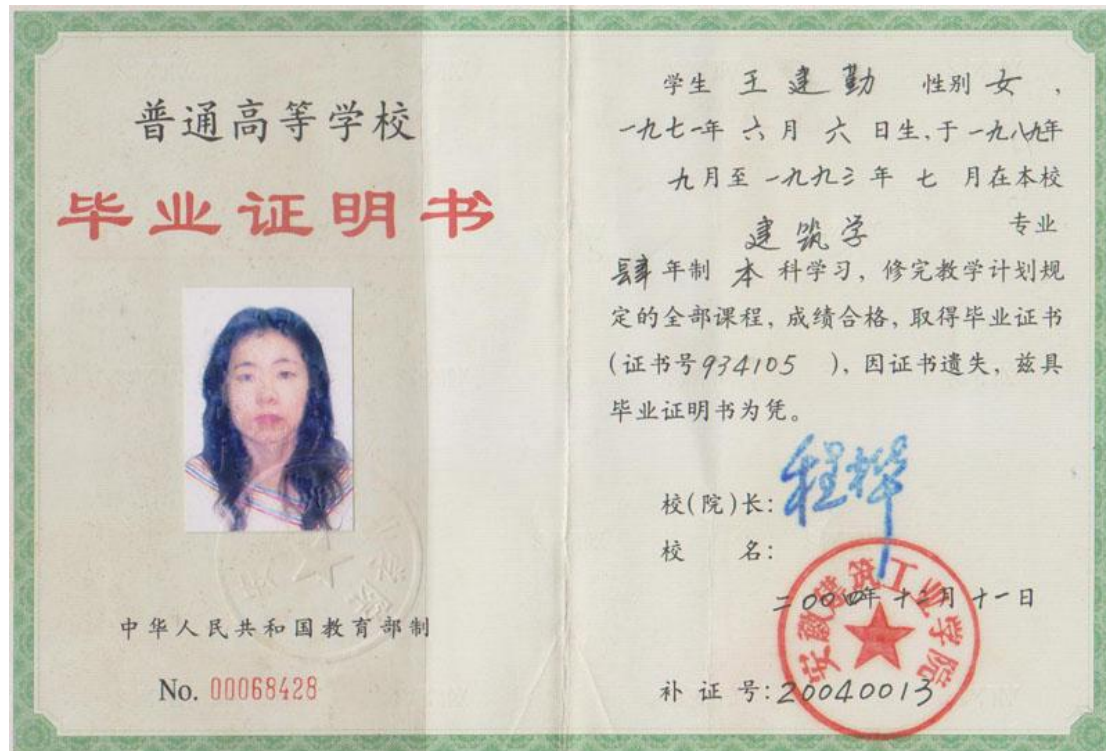 普通高等学校
毕业证明书
中华人民共和国教育部制
No. 00068428
学生 王建勤 性别 女 ,
一九七一年 六月 六 日生,于一九八九年
九月至一九九三年 七 月在本校
建筑学 专业
肆年制 本 科学习, 修完教学计划规
定的全部课程, 成绩合格, 取得毕业证书
(证书号934105 ), 因证书遗失, 兹具
毕业证明书为凭。
校(院)长: 程桦
校 名:
安徽建筑工业学院
二00四年十二月十一日
补 证 号: 20040013